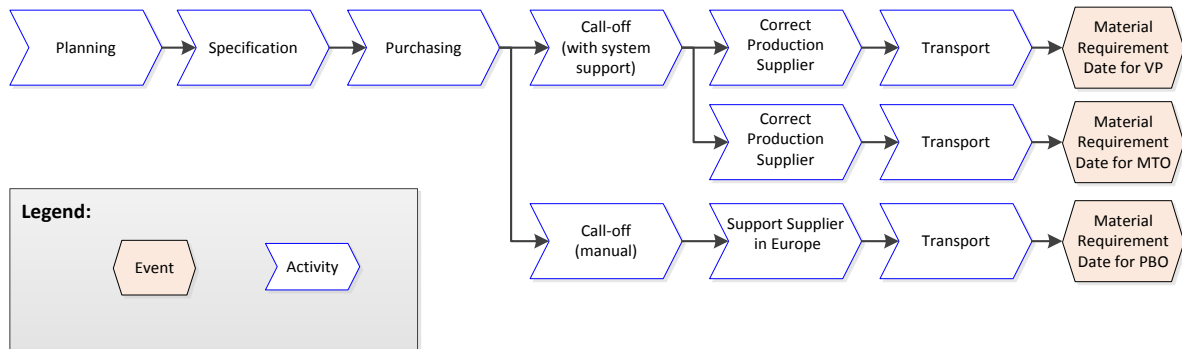 Planning
Specification
Purchasing
Call-off
(with system
support)
Correct
Production
Supplier
Transport
Material
Requirement
Date for VP
Correct
Production
Supplier
Transport
Material
Requirement
Date for MTO
Call-off
(manual)
Support Supplier
in Europe
Transport
Material
Requirement
Date for PBO
Legend:
Event
Activity